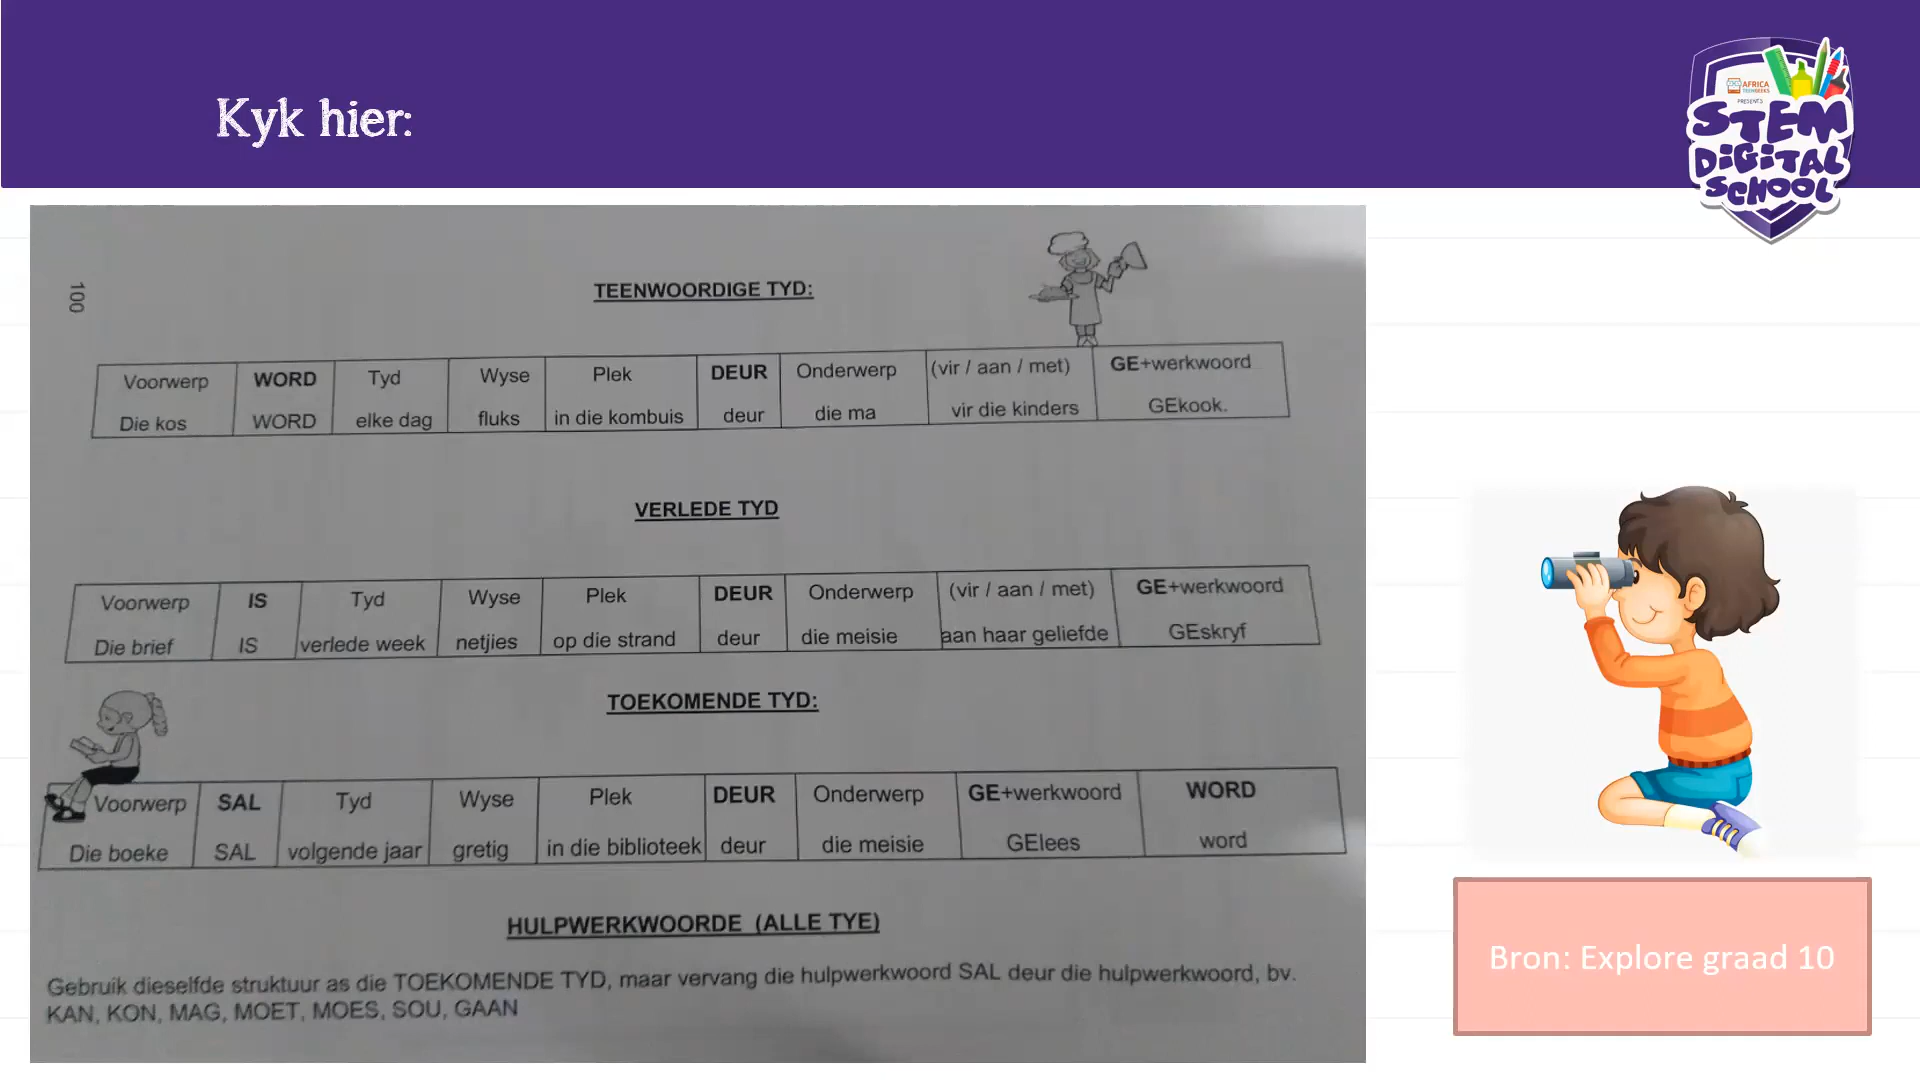 Kyk hier:
AFRICA
TEENGEEKS
PRESENTS
STEM
DIGITAL
SCHOOL
100
TEENWOORDIGE TYD:
Voorwerp WORD Tyd Wyse Plek DEUR Onderwerp (vir / aan / met) GE+werkwoord
Die kos WORD elke dag fluks in die kombuis deur die ma vir die kinders GEkook.
VERLEDE TYD
Voorwerp IS Tyd Wyse Plek DEUR Onderwerp (vir / aan / met) GE+werkwoord
Die brief IS verlede week netjies op die strand deur die meisie aan haar geliefde GEskryf
TOEKOMENDE TYD:
Voorwerp SAL Tyd Wyse Plek DEUR Onderwerp GE+werkwoord WORD
Die boeke SAL volgende jaar gretig in die biblioteek deur die meisie GElees word
HULPWERKWOORDE (ALLE TYE)
Gebruik dieselfde struktuur as die TOEKOMENDE TYD, maar vervang die hulpwerkwoord SAL deur die hulpwerkwoord, bv.
KAN, KON, MAG, MOET, MOES, SOU, GAAN
Bron: Explore graad 10